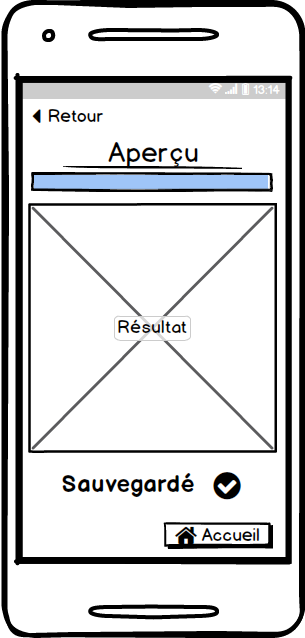 13:14
Retour
Aperçu
Résultat
Sauvegardé
Accueil